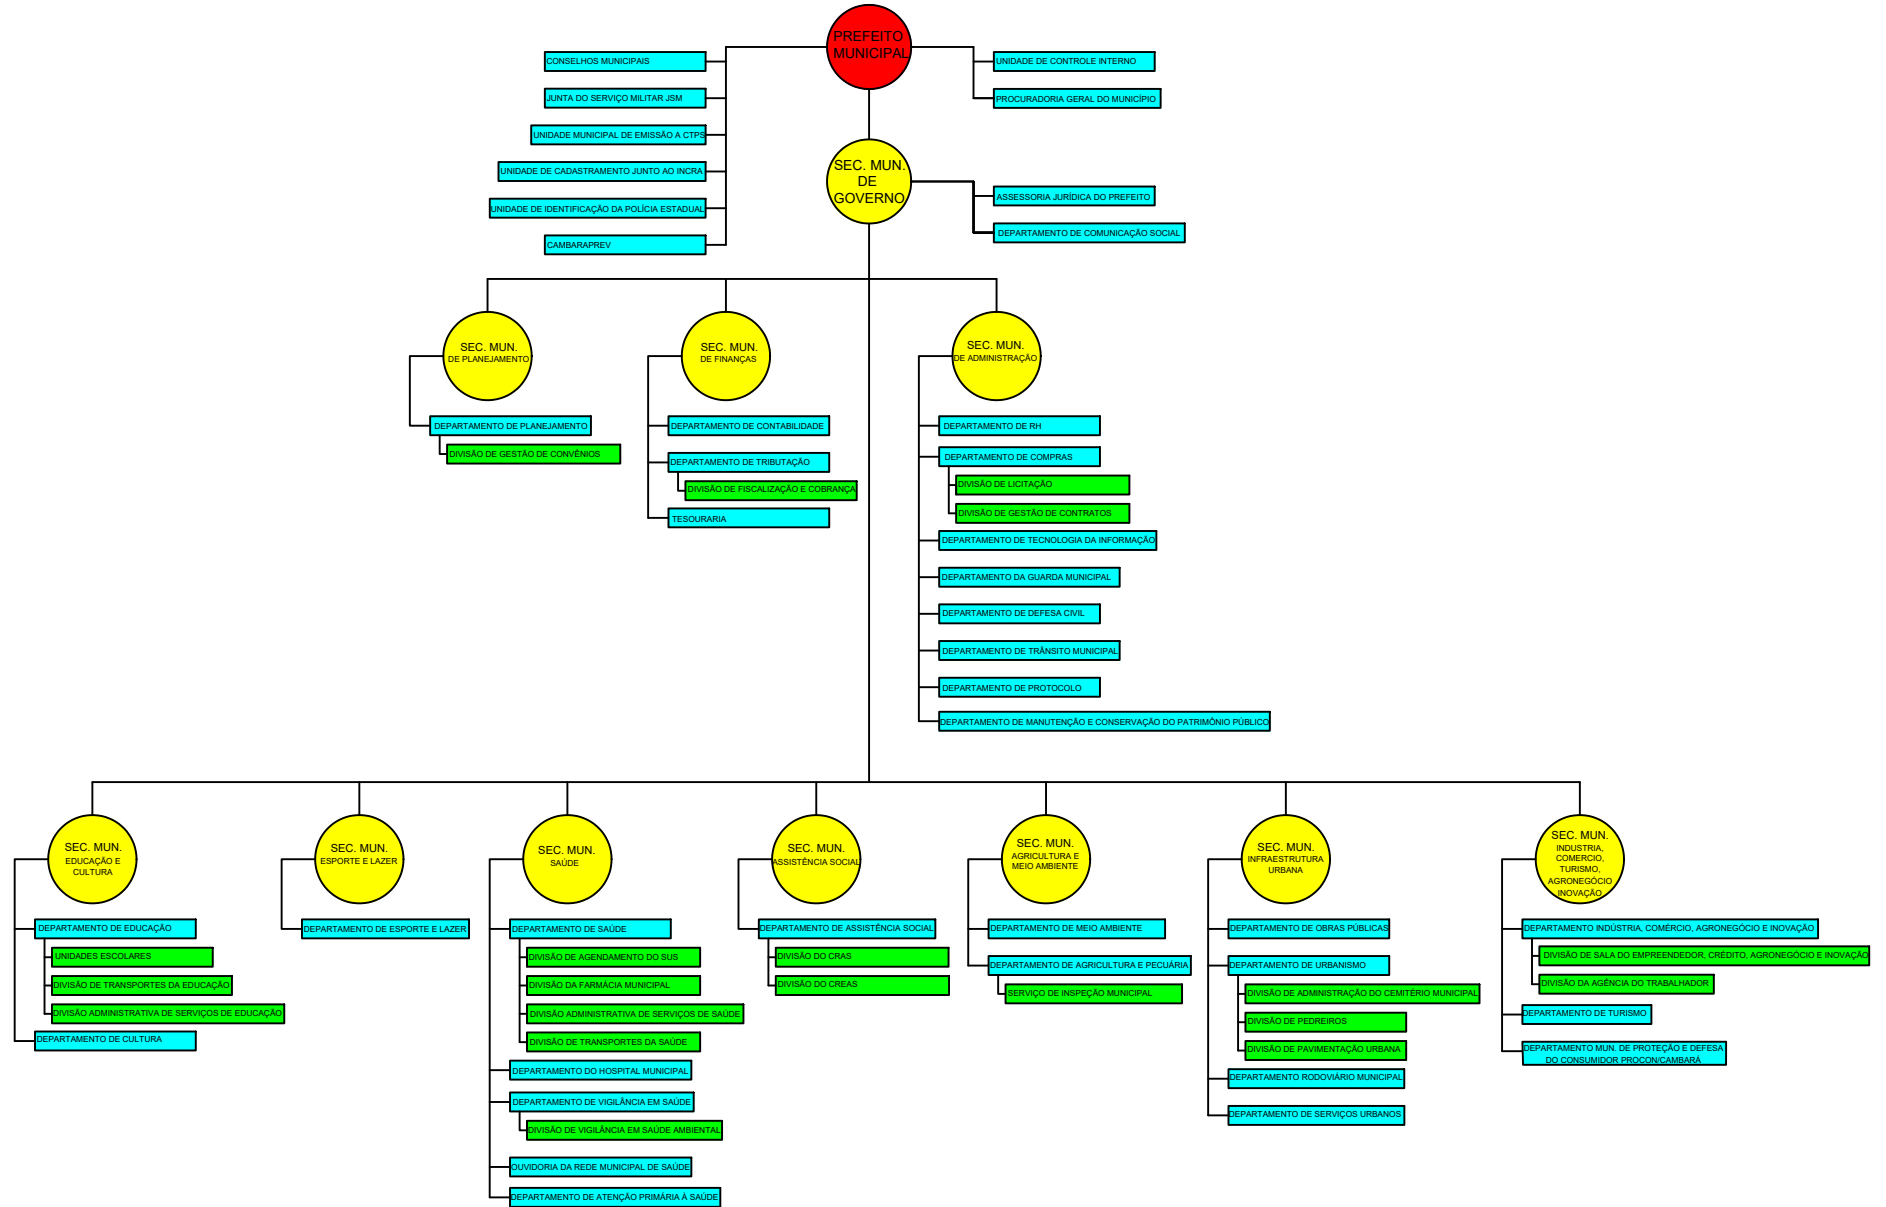 PREFEITO
MUNICIPAL
CONSELHOS MUNICIPAIS
JUNTA DO SERVIÇO MILITAR JSM
UNIDADE MUNICIPAL DE EMISSÃO A CTPS
UNIDADE DE CADASTRAMENTO JUNTO AO INCRA
UNIDADE DE IDENTIFICAÇÃO DA POLÍCIA ESTADUAL
CAMBARAPREV
UNIDADE DE CONTROLE INTERNO
PROCURADORIA GERAL DO MUNICÍPIO
SEC. MUN.
DE
GOVERNO
ASSESSORIA JURÍDICA DO PREFEITO
DEPARTAMENTO DE COMUNICAÇÃO SOCIAL
SEC. MUN.
DE PLANEJAMENTO
DEPARTAMENTO DE PLANEJAMENTO
DIVISÃO DE GESTÃO DE CONVÊNIOS
SEC. MUN.
DE FINANÇAS
DEPARTAMENTO DE CONTABILIDADE
DEPARTAMENTO DE TRIBUTAÇÃO
DIVISÃO DE FISCALIZAÇÃO E COBRANÇA
TESOURARIA
SEC. MUN.
DE ADMINISTRAÇÃO
DEPARTAMENTO DE RH
DEPARTAMENTO DE COMPRAS
DIVISÃO DE LICITAÇÃO
DIVISÃO DE GESTÃO DE CONTRATOS
DEPARTAMENTO DE TECNOLOGIA DA INFORMAÇÃO
DEPARTAMENTO DA GUARDA MUNICIPAL
DEPARTAMENTO DE DEFESA CIVIL
DEPARTAMENTO DE TRÂNSITO MUNICIPAL
DEPARTAMENTO DE PROTOCOLO
DEPARTAMENTO DE MANUTENÇÃO E CONSERVAÇÃO DO PATRIMÔNIO PÚBLICO
SEC. MUN.
EDUCAÇÃO E
CULTURA
DEPARTAMENTO DE EDUCAÇÃO
UNIDADES ESCOLARES
DIVISÃO DE TRANSPORTES DA EDUCAÇÃO
DIVISÃO ADMINISTRATIVA DE SERVIÇOS DE EDUCAÇÃO
DEPARTAMENTO DE CULTURA
SEC. MUN.
ESPORTE E LAZER
DEPARTAMENTO DE ESPORTE E LAZER
SEC. MUN.
SAÚDE
DEPARTAMENTO DE SAÚDE
DIVISÃO DE AGENDAMENTO DO SUS
DIVISÃO DA FARMÁCIA MUNICIPAL
DIVISÃO ADMINISTRATIVA DE SERVIÇOS DE SAÚDE
DIVISÃO DE TRANSPORTES DA SAÚDE
DEPARTAMENTO DO HOSPITAL MUNICIPAL
DEPARTAMENTO DE VIGILÂNCIA EM SAÚDE
DIVISÃO DE VIGILÂNCIA EM SAÚDE AMBIENTAL
OUVIDORIA DA REDE MUNICIPAL DE SAÚDE
DEPARTAMENTO DE ATENÇÃO PRIMÁRIA À SAÚDE
SEC. MUN.
ASSISTÊNCIA SOCIAL
DEPARTAMENTO DE ASSISTÊNCIA SOCIAL
DIVISÃO DO CRAS
DIVISÃO DO CREAS
SEC. MUN.
AGRICULTURA E
MEIO AMBIENTE
DEPARTAMENTO DE MEIO AMBIENTE
DEPARTAMENTO DE AGRICULTURA E PECUÁRIA
SERVIÇO DE INSPEÇÃO MUNICIPAL
SEC. MUN.
INFRAESTRUTURA
URBANA
DEPARTAMENTO DE OBRAS PÚBLICAS
DEPARTAMENTO DE URBANISMO
DIVISÃO DE ADMINISTRAÇÃO DO CEMITÉRIO MUNICIPAL
DIVISÃO DE PEDREIROS
DIVISÃO DE PAVIMENTAÇÃO URBANA
DEPARTAMENTO RODOVIÁRIO MUNICIPAL
DEPARTAMENTO DE SERVIÇOS URBANOS
SEC. MUN.
INDUSTRIA,
COMERCIO,
TURISMO,
AGRONEGÓCIO
INOVAÇÃO
DEPARTAMENTO INDÚSTRIA, COMÉRCIO, AGRONEGÓCIO E INOVAÇÃO
DIVISÃO DE SALA DO EMPREENDEDOR, CRÉDITO, AGRONEGÓCIO E INOVAÇÃO
DIVISÃO DA AGÊNCIA DO TRABALHADOR
DEPARTAMENTO DE TURISMO
DEPARTAMENTO MUN. DE PROTEÇÃO E DEFESA
DO CONSUMIDOR PROCON/CAMBARÁ